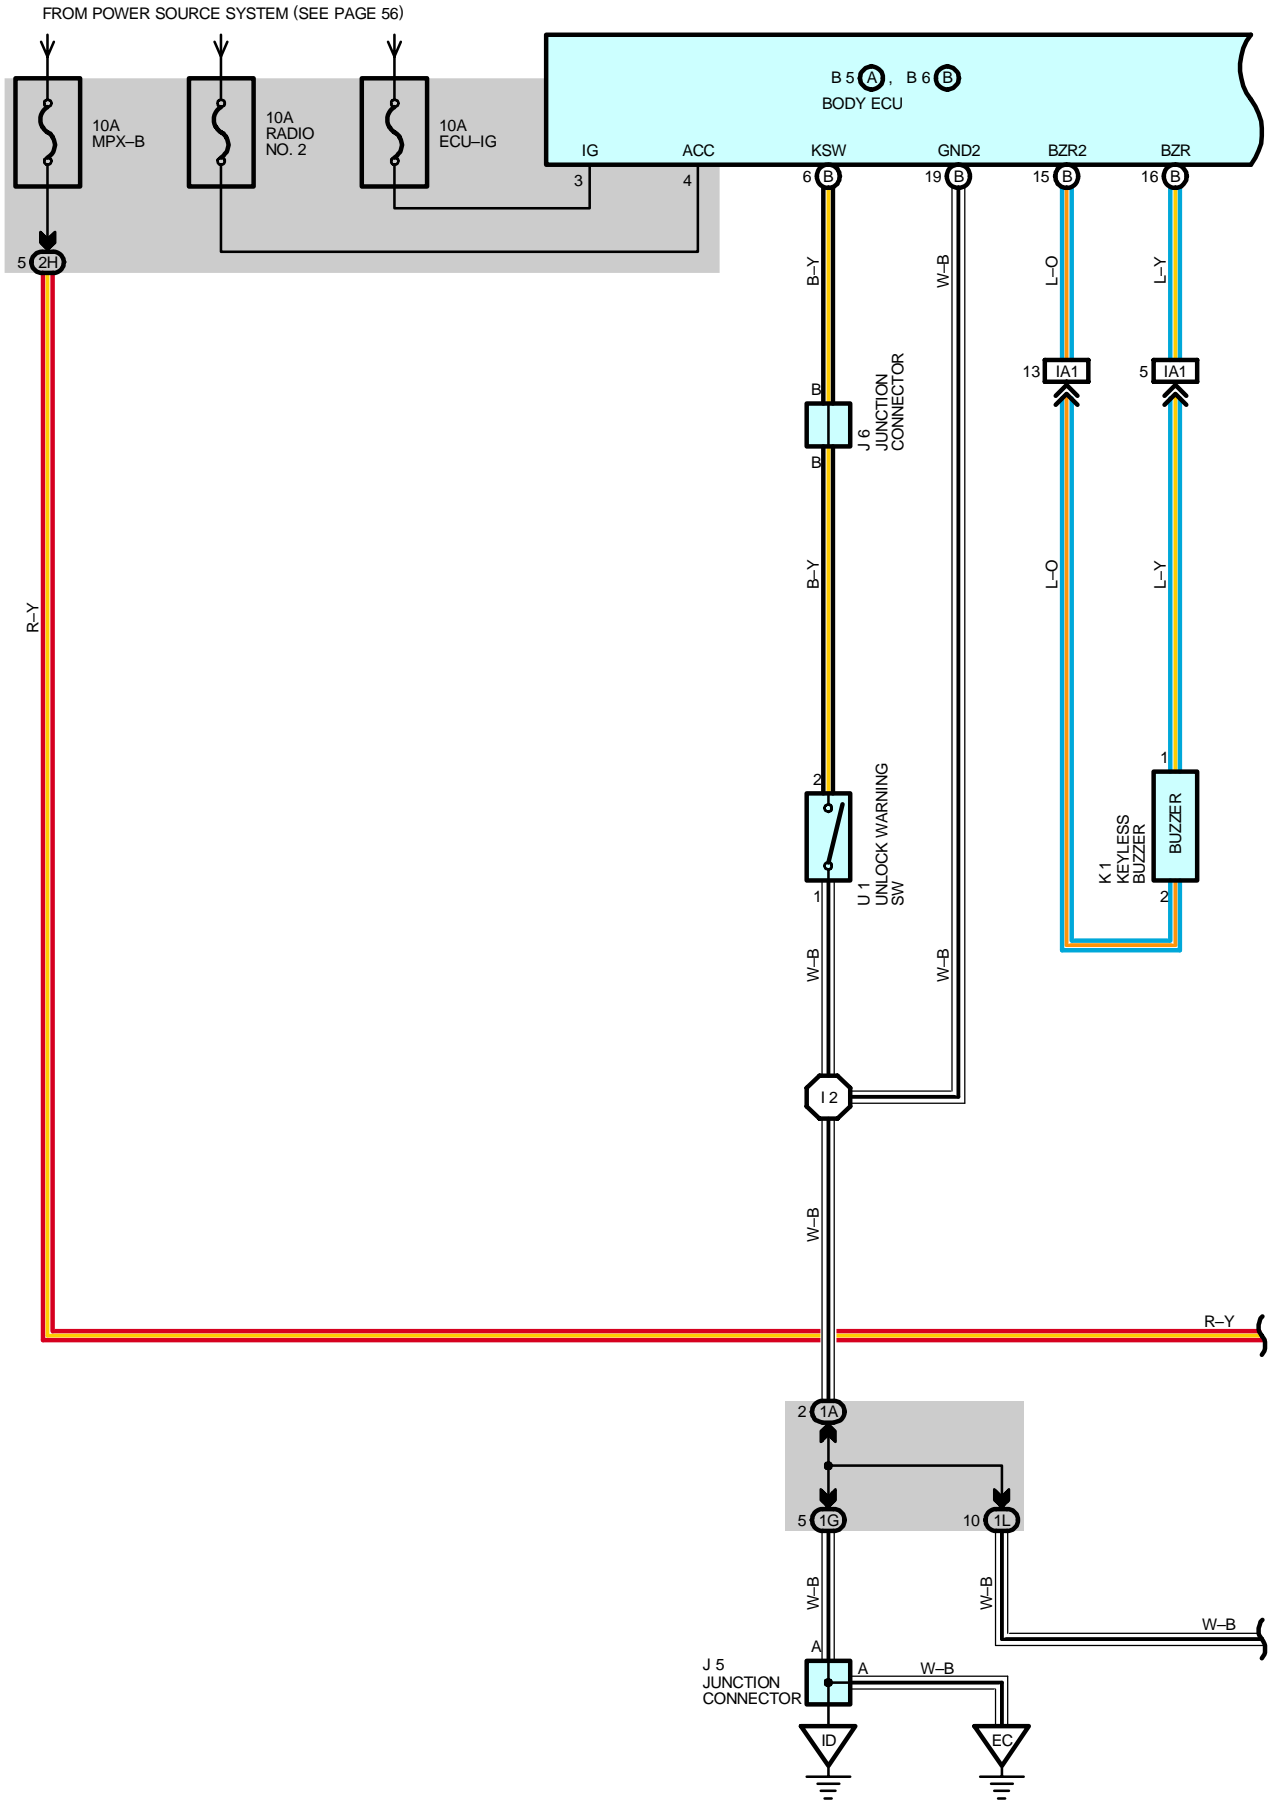 FROM POWER SOURCE SYSTEM (SEE PAGE 56)
B 5 A , B 6 B
BODY ECU
10A
MPX–B
10A
RADIO
NO. 2
10A
ECU–IG
IG
ACC
KSW
GND2
BZR2
BZR
3
4
6 B
19 B
15 B
16 B
5 2H
B–Y
W–B
L–O
L–Y
13 IA1
5 IA1
B
J 6
JUNCTION
CONNECTOR
B
B–Y
L–O
L–Y
R–Y
2
U 1
UNLOCK WARNING
SW
1
1
BUZZER
K 1
KEYLESS
BUZZER
2
W–B
W–B
I 2
W–B
R–Y
2 1A
5 1G
10 1L
W–B
W–B
W–B
A
J 5
JUNCTION
CONNECTOR
A
W–B
ID
EC